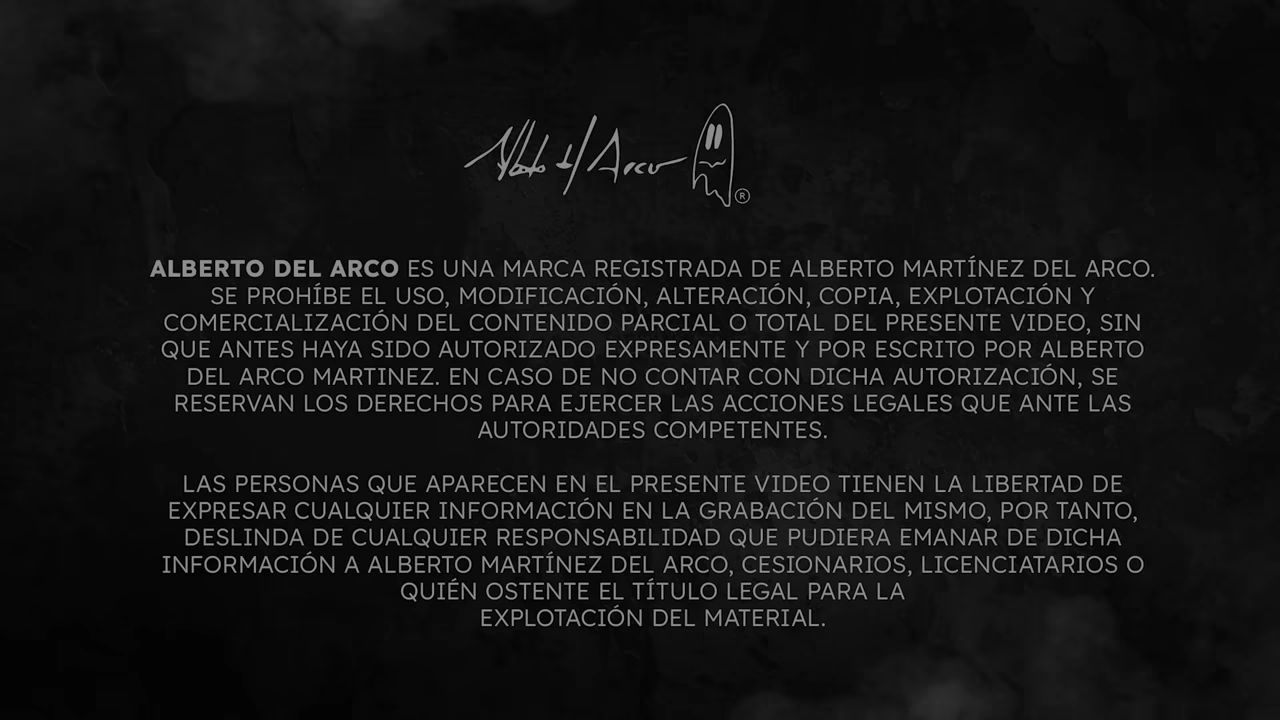 Alberto del Arco ®
ALBERTO DEL ARCO ES UNA MARCA REGISTRADA DE ALBERTO MARTÍNEZ DEL ARCO.
SE PROHÍBE EL USO, MODIFICACIÓN, ALTERACIÓN, COPIA, EXPLOTACIÓN Y
COMERCIALIZACIÓN DEL CONTENIDO PARCIAL O TOTAL DEL PRESENTE VIDEO, SIN
QUE ANTES HAYA SIDO AUTORIZADO EXPRESAMENTE Y POR ESCRITO POR ALBERTO
DEL ARCO MARTINEZ. EN CASO DE NO CONTAR CON DICHA AUTORIZACIÓN, SE
RESERVAN LOS DERECHOS PARA EJERCER LAS ACCIONES LEGALES QUE ANTE LAS
AUTORIDADES COMPETENTES.
LAS PERSONAS QUE APARECEN EN EL PRESENTE VIDEO TIENEN LA LIBERTAD DE
EXPRESAR CUALQUIER INFORMACIÓN EN LA GRABACIÓN DEL MISMO, POR TANTO,
DESLINDA DE CUALQUIER RESPONSABILIDAD QUE PUDIERA EMANAR DE DICHA
INFORMACIÓN A ALBERTO MARTÍNEZ DEL ARCO, CESIONARIOS, LICENCIATARIOS O
QUIÉN OSTENTE EL TÍTULO LEGAL PARA LA
EXPLOTACIÓN DEL MATERIAL.